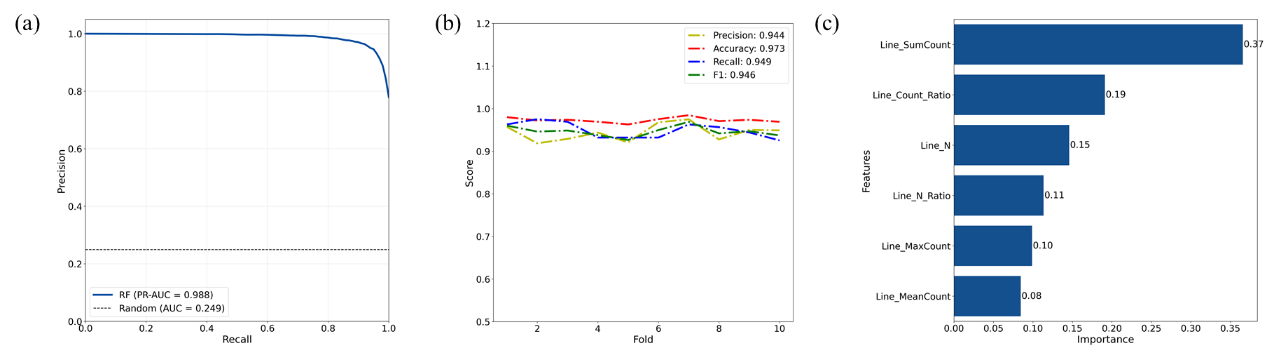 (a)
1.0
0.8
0.6
0.4
0.2
0.0
Precision
RF (PR-AUC = 0.988)
Random (AUC = 0.249)
0.0 0.2 0.4 0.6 0.8 1.0
Recall
(b)
1.2
1.1
1.0
0.9
0.8
0.7
0.6
0.5
Score
Precision: 0.944
Accuracy: 0.973
Recall: 0.949
F1: 0.946
2 4 6 8 10
Fold
(c)
Features
Line_SumCount 0.37
Line_Count_Ratio 0.19
Line_N 0.15
Line_N_Ratio 0.11
Line_MaxCount 0.10
Line_MeanCount 0.08
0.00 0.05 0.10 0.15 0.20 0.25 0.30 0.35
Importance